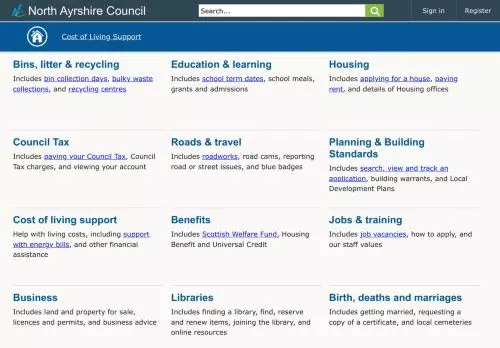 North Ayrshire Council
Search...
Sign in
Register
Cost of Living Support
Bins, litter & recycling
Includes bin collection days, bulky waste
collections, and recycling centres
Education & learning
Includes school term dates, school meals,
grants and admissions
Housing
Includes applying for a house, paying
rent, and details of Housing offices
Council Tax
Includes paying your Council Tax, Council
Tax charges, and viewing your account
Roads & travel
Includes roadworks, road cams, reporting
road or street issues, and blue badges
Planning & Building
Standards
Includes search, view and track an
application, building warrants, and Local
Development Plans
Cost of living support
Help with living costs, including support
with energy bills, and other financial
assistance
Benefits
Includes Scottish Welfare Fund, Housing
Benefit and Universal Credit
Jobs & training
Includes job vacancies, how to apply, and
our staff values
Business
Includes land and property for sale,
licences and permits, and business advice
Libraries
Includes finding a library, find, reserve
and renew items, joining the library, and
online resources
Birth, deaths and marriages
Includes getting married, requesting a
copy of a certificate, and local cemeteries